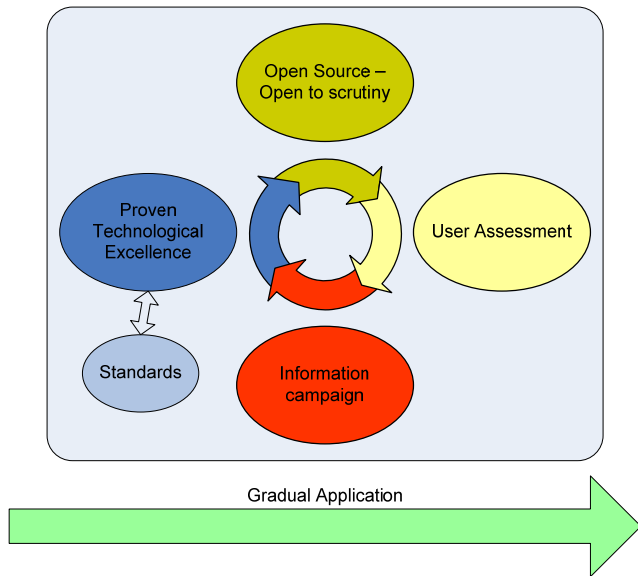 Open Source –
Open to scrutiny
Proven
Technological
Excellence
User Assessment
Standards
Information
campaign
Gradual Application